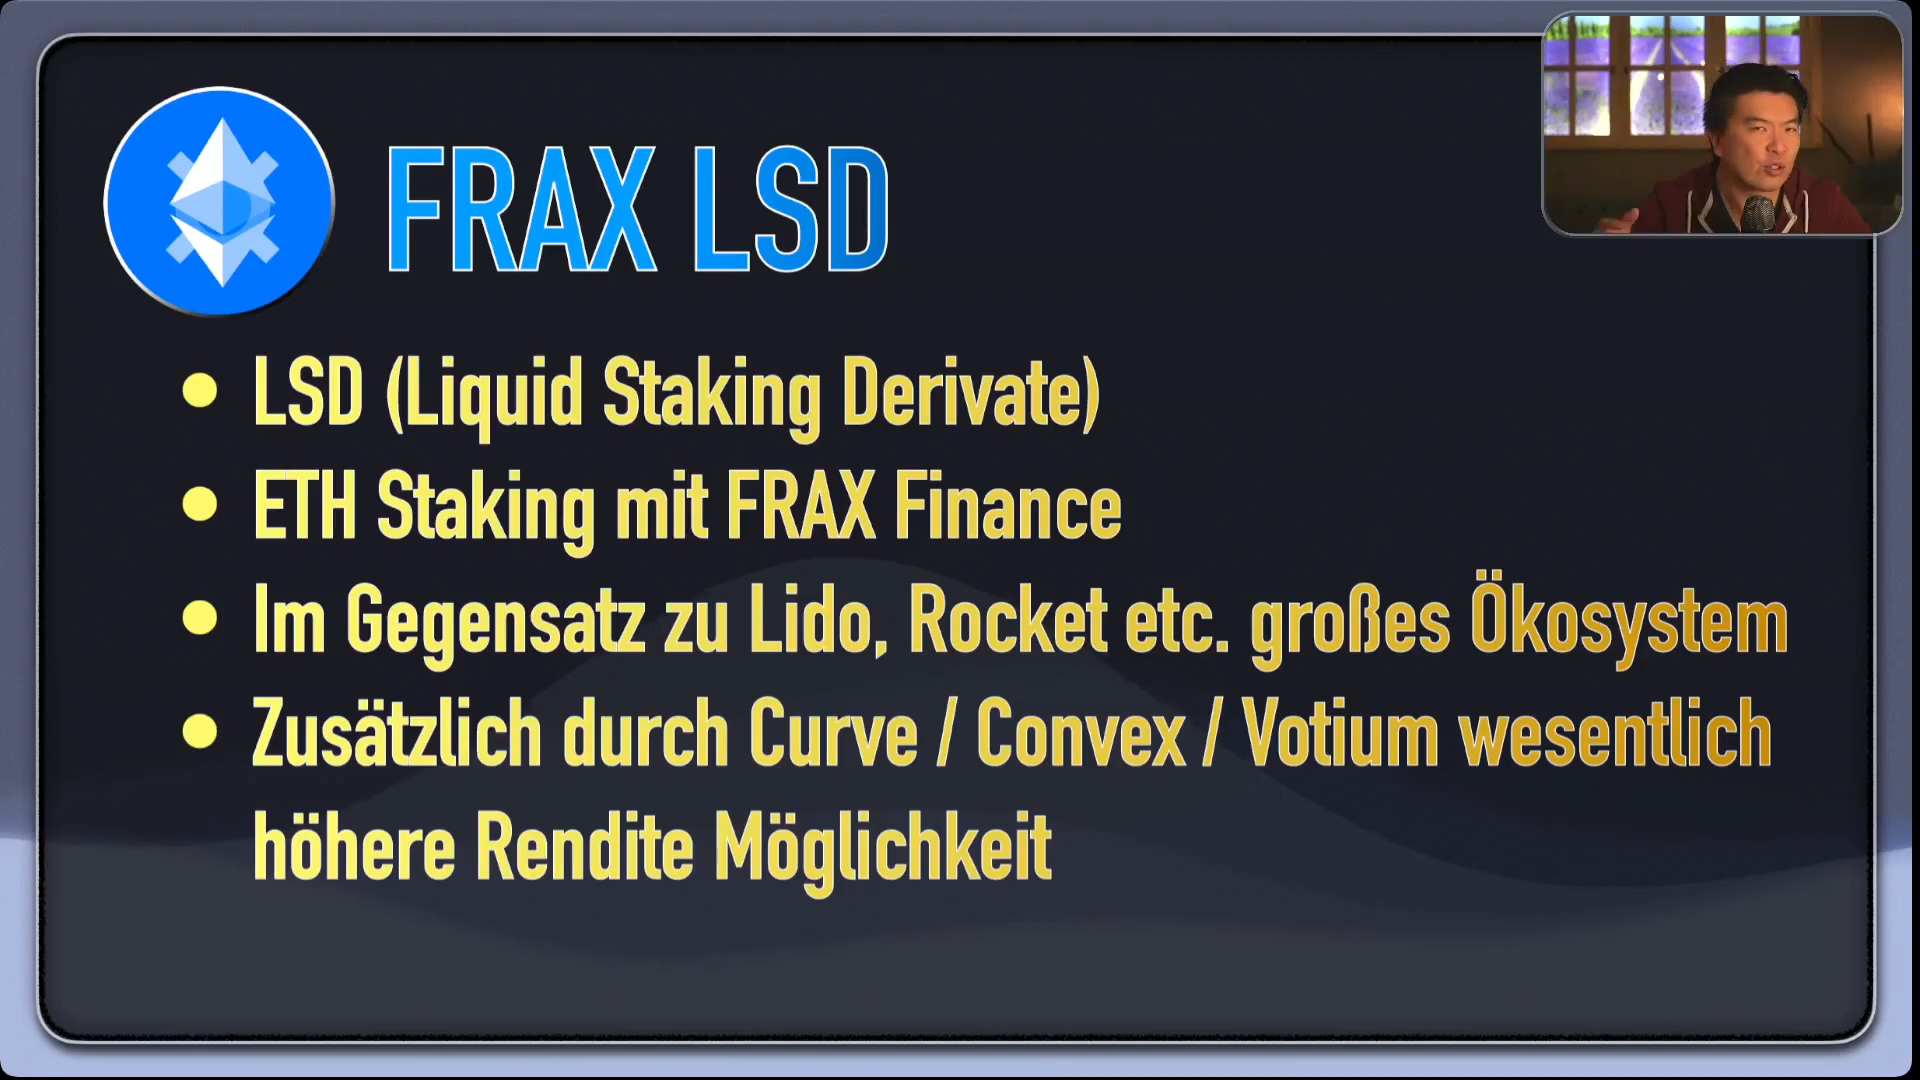 FRAX LSD
• LSD (Liquid Staking Derivate)
• ETH Staking mit FRAX Finance
• Im Gegensatz zu Lido, Rocket etc. großes Ökosystem
• Zusätzlich durch Curve / Convex / Votium wesentlich
höhere Rendite Möglichkeit